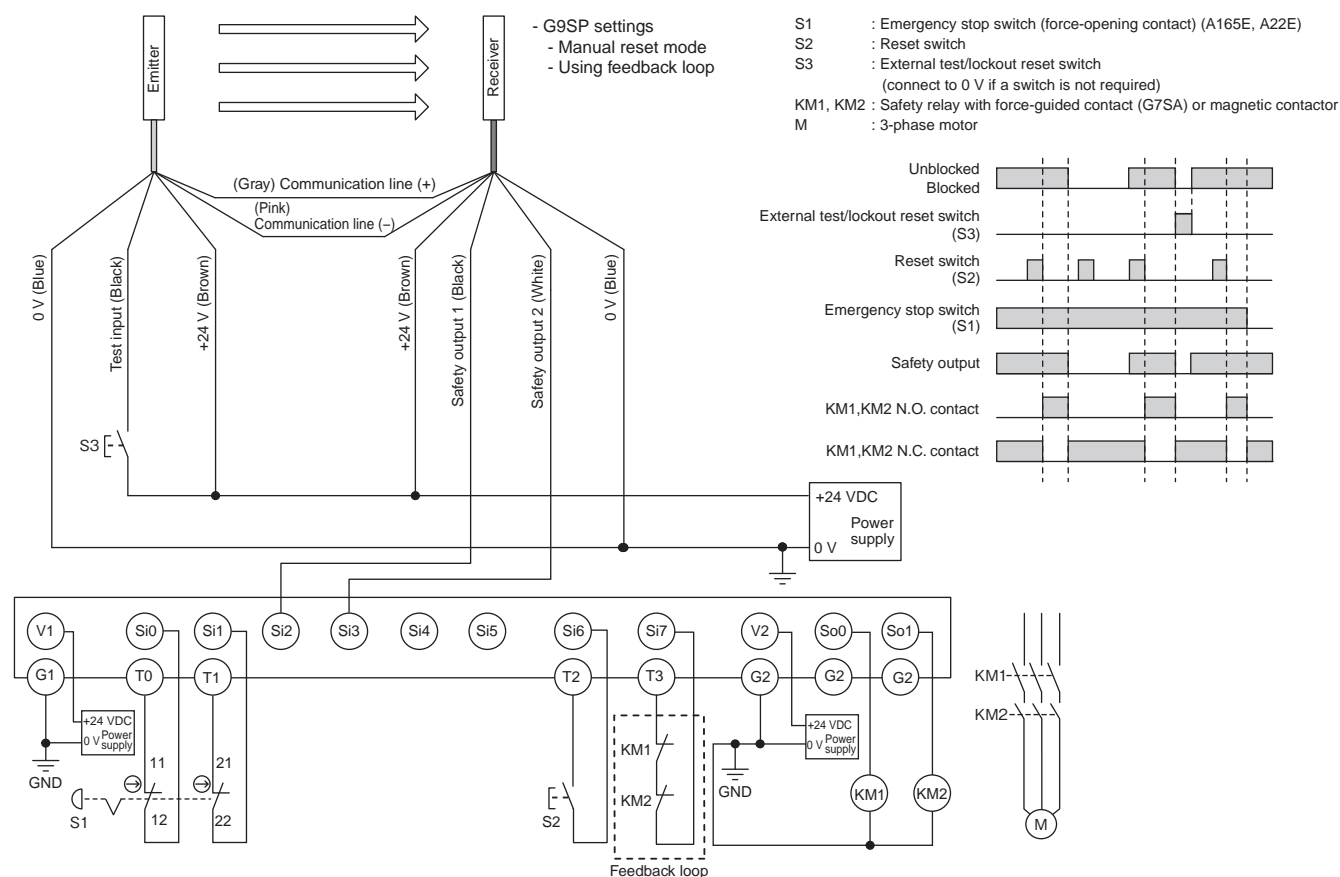 Emitter
Receiver
- G9SP settings
- Manual reset mode
- Using feedback loop
S1 : Emergency stop switch (force-opening contact) (A165E, A22E)
S2 : Reset switch
S3 : External test/lockout reset switch
(connect to 0 V if a switch is not required)
KM1, KM2 : Safety relay with force-guided contact (G7SA) or magnetic contactor
M : 3-phase motor
(Gray) Communication line (+)
(Pink)
Communication line (−)
0 V (Blue)
Test input (Black)
+24 V (Brown)
+24 V (Brown)
Safety output 1 (Black)
Safety output 2 (White)
0 V (Blue)
S3
Unblocked
Blocked
External test/lockout reset switch
(S3)
Reset switch
(S2)
Emergency stop switch
(S1)
Safety output
KM1,KM2 N.O. contact
KM1,KM2 N.C. contact
+24 VDC
Power
supply
0 V
V1 Si0 Si1 Si2 Si3 Si4 Si5 Si6 Si7 V2 So0 So1
G1 T0 T1 T2 T3 G2 G2 G2
+24 VDC
0 V Power
supply
GND
11
12
21
22
S1
S2
KM1
KM2
Feedback loop
+24 VDC
0 V Power
supply
GND
KM1
KM2
KM1
KM2
M